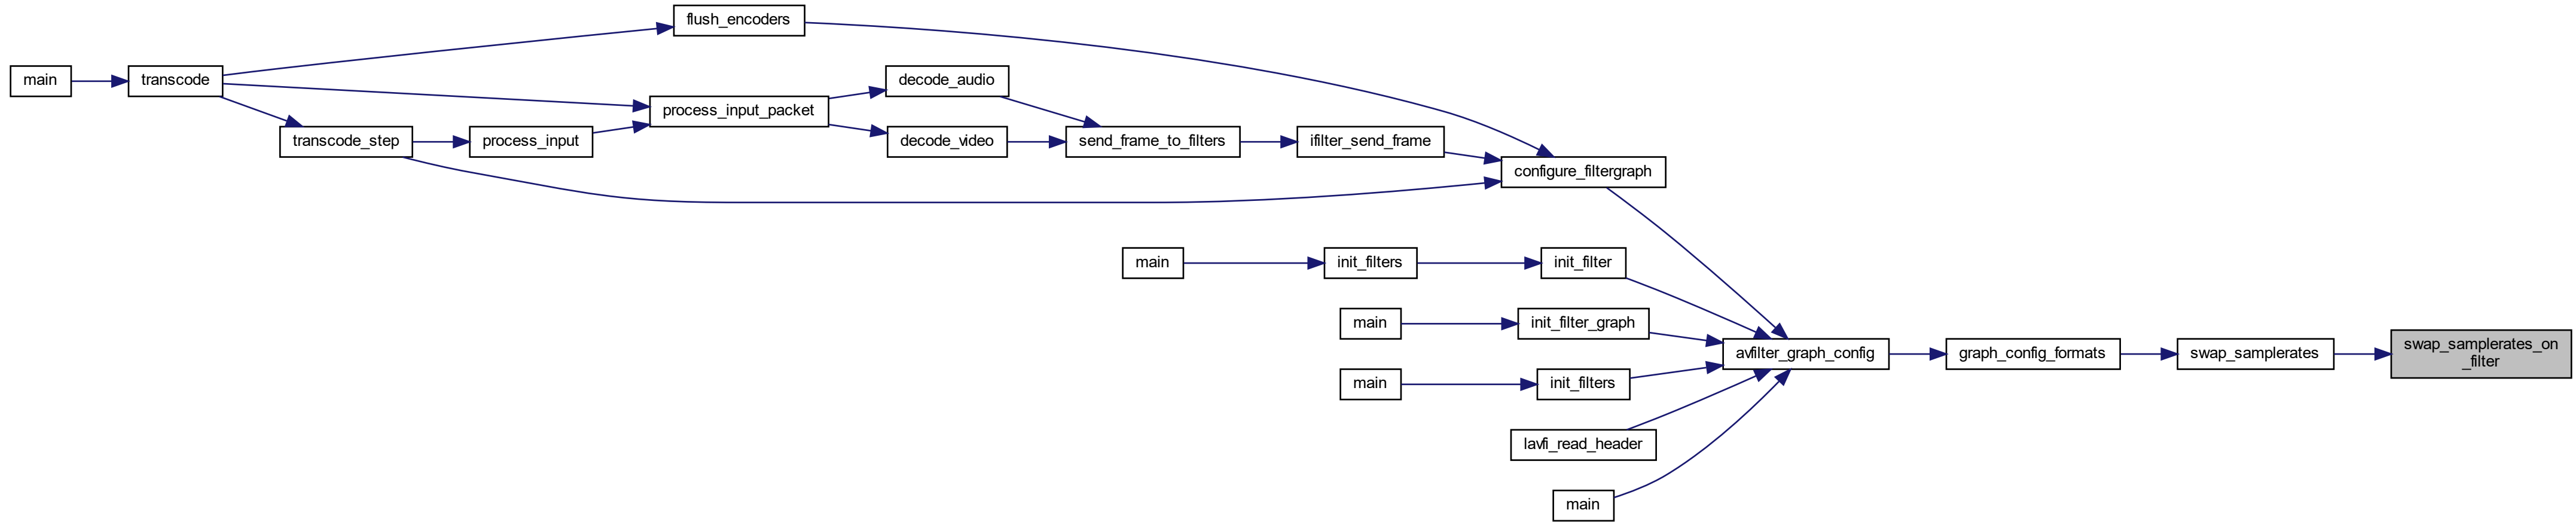 flush_encoders
main
transcode
decode_audio
process_input_packet
transcode_step
process_input
decode_video
send_frame_to_filters
ifilter_send_frame
configure_filtergraph
main
init_filters
init_filter
main
init_filter_graph
avfilter_graph_config
graph_config_formats
swap_samplerates
swap_samplerates_on
_filter
main
init_filters
lavfi_read_header
main